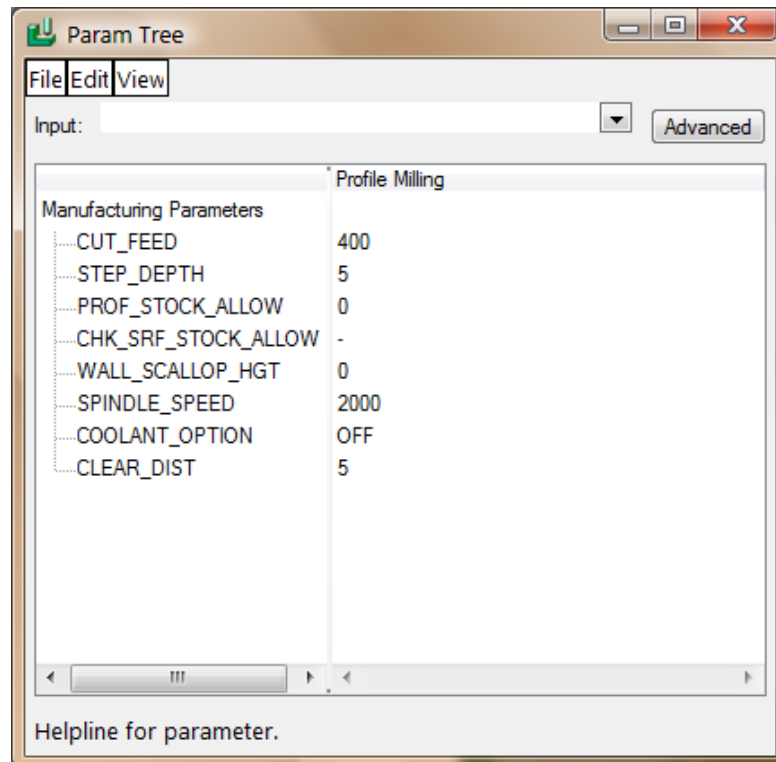 Param Tree
File Edit View
Input: Advanced
Profile Milling
Manufacturing Parameters
CUT_FEED 400
STEP_DEPTH 5
PROF_STOCK_ALLOW 0
CHK_SRF_STOCK_ALLOW -
WALL_SCALLOP_HGT 0
SPINDLE_SPEED 2000
COOLANT_OPTION OFF
CLEAR_DIST 5
Helpline for parameter.